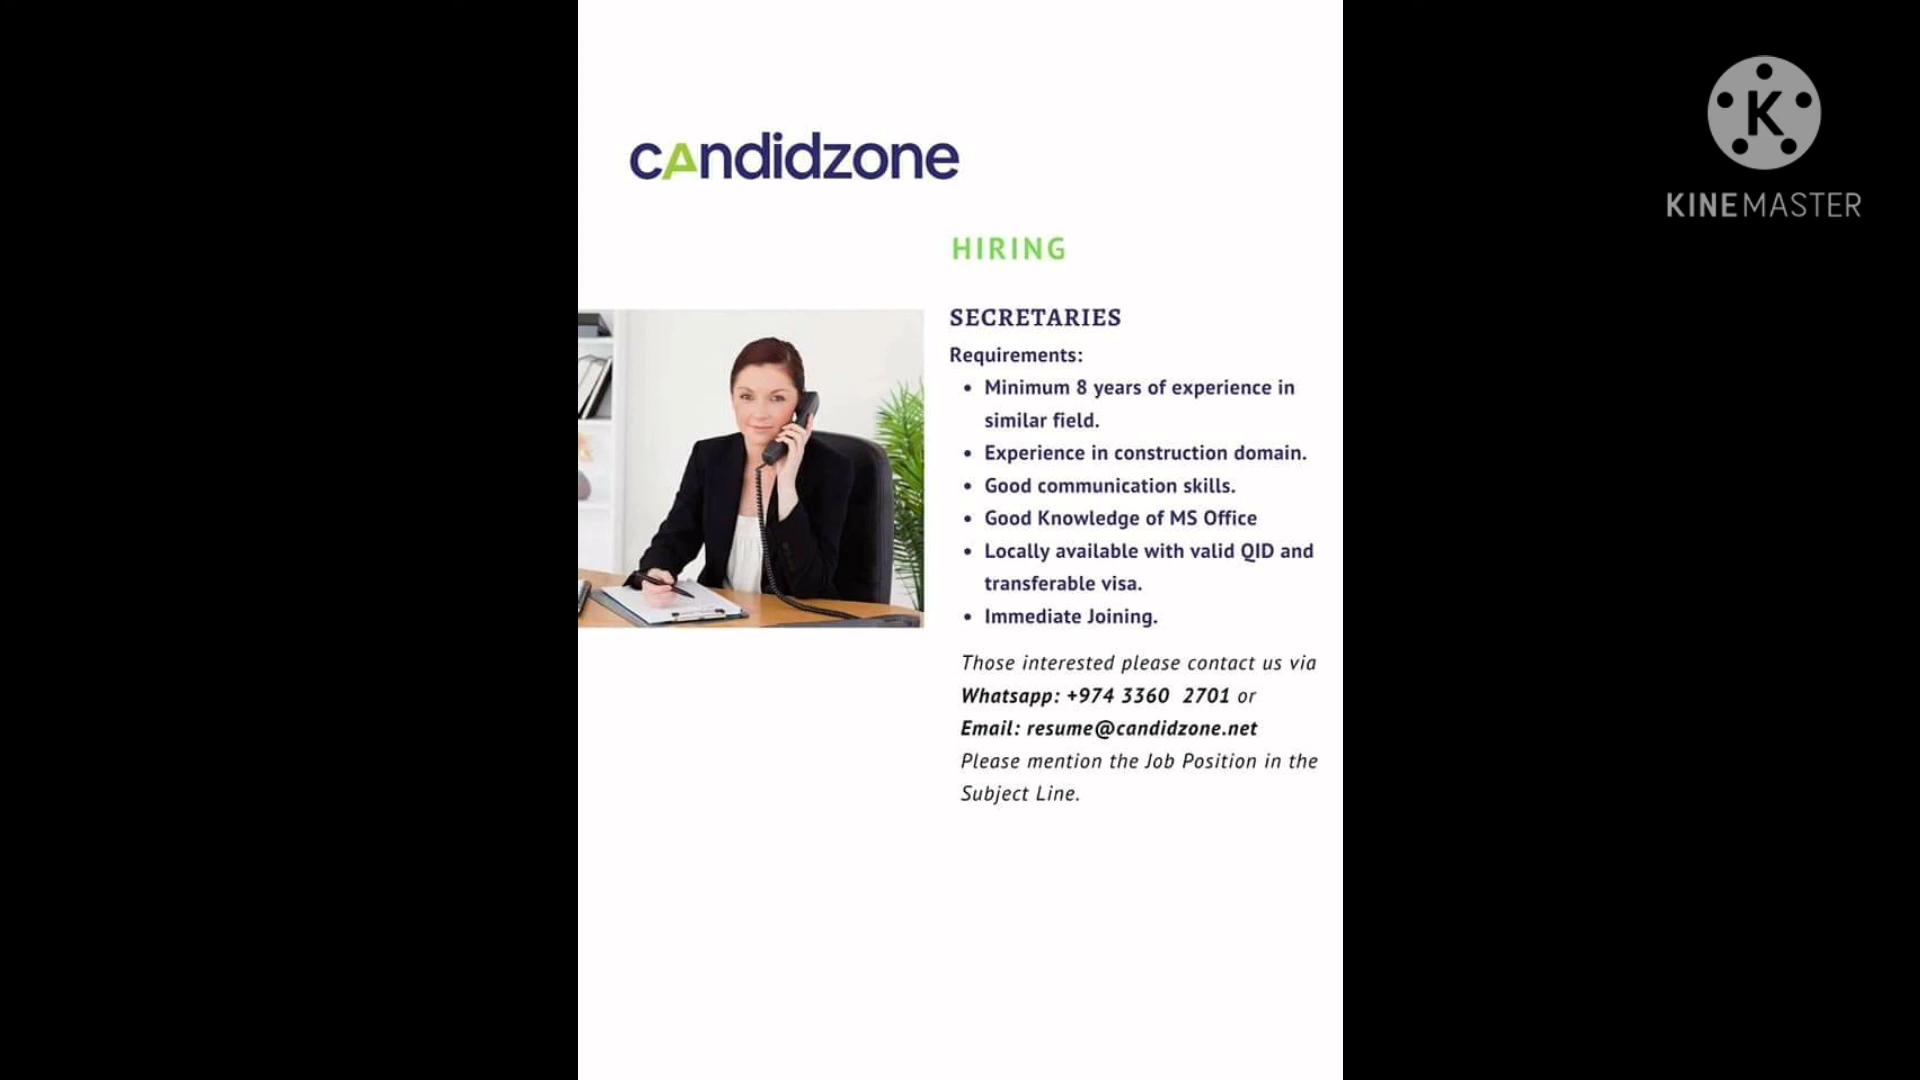 candidzone
HIRING
SECRETARIES
Requirements:
• Minimum 8 years of experience in
similar field.
• Experience in construction domain.
• Good communication skills.
• Good Knowledge of MS Office
• Locally available with valid QID and
transferable visa.
• Immediate Joining.
Those interested please contact us via
Whatsapp: +974 3360  2701 or
Email: resume@candidzone.net
Please mention the Job Position in the
Subject Line.
K
KINEMASTER